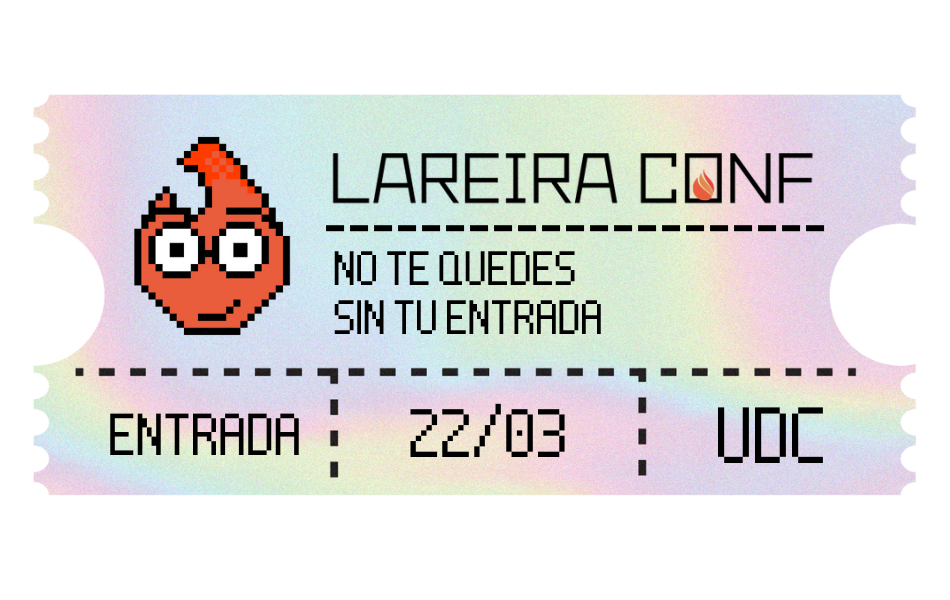 LAREIRA CONF
NO TE QUEDES
SIN TU ENTRADA
ENTRADA
22/03
UDC